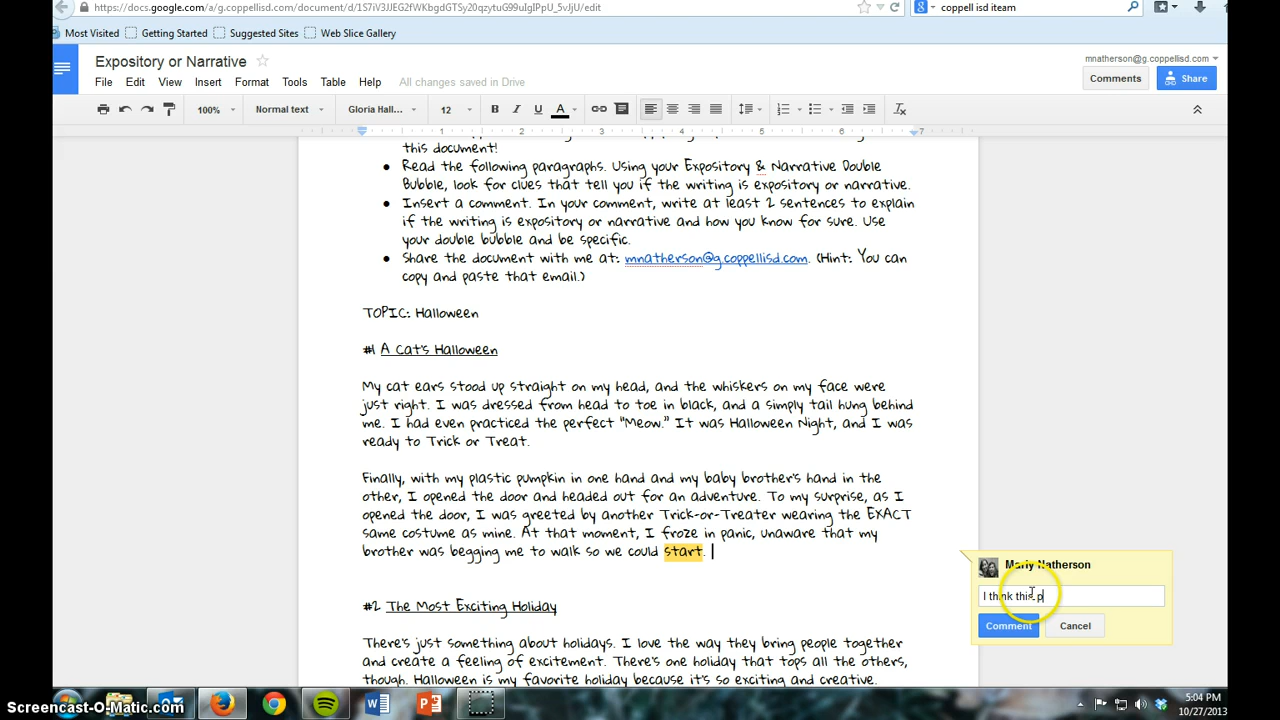 https://docs.google.com/a/g.coppellisd.com/document/d/1S7iV3JJEG2fWKbgdGTSy20qzytuG99uIgIPpU_5vJjU/edit
coppell isd iteam
Most Visited Getting Started Suggested Sites Web Slice Gallery
Expository or Narrative
mnatherson@g.coppellisd.com
File Edit View Insert Format Tools Table Help All changes saved in Drive
Comments Share
100% Normal text Gloria Hall... 12 B I U A
1 2 3 4 5 6 7
this document!
Read the following paragraphs. Using your Expository & Narrative Double
Bubble, look for clues that tell you if the writing is expository or narrative.
Insert a comment. In your comment, write at least 2 sentences to explain
if the writing is expository or narrative and how you know for sure. Use
your double bubble and be specific.
Share the document with me at: mnatherson@g.coppellisd.com. (Hint: You can
copy and paste that email.)
TOPIC: Halloween
#1 A Cat's Halloween
My cat ears stood up straight on my head, and the whiskers on my face were
just right. I was dressed from head to toe in black, and a simply tail hung behind
me. I had even practiced the perfect "Meow." It was Halloween Night, and I was
ready to Trick or Treat.
Finally, with my plastic pumpkin in one hand and my baby brother's hand in the
other, I opened the door and headed out for an adventure. To my surprise, as I
opened the door, I was greeted by another Trick-or-Treater wearing the EXACT
same costume as mine. At that moment, I froze in panic, unaware that my
brother was begging me to walk so we could start.
Marly Natherson
I think this p
Comment Cancel
#2 The Most Exciting Holiday
There's just something about holidays. I love the way they bring people together
and create a feeling of excitement. There's one holiday that tops all the others,
though. Halloween is my favorite holiday because it's so exciting and creative.
5:04 PM
10/27/2013
Screencast-O-Matic.com